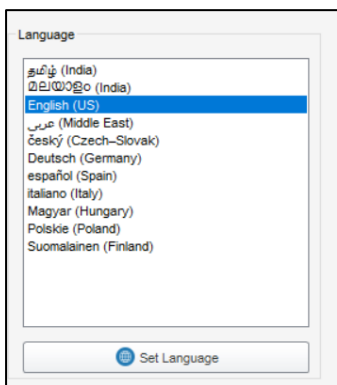 Language
தமிழ் (India)
മലയാളം (India)
English (US)
عربى (Middle East)
český (Czech–Slovak)
Deutsch (Germany)
español (Spain)
italiano (Italy)
Magyar (Hungary)
Polskie (Poland)
Suomalainen (Finland)
Set Language